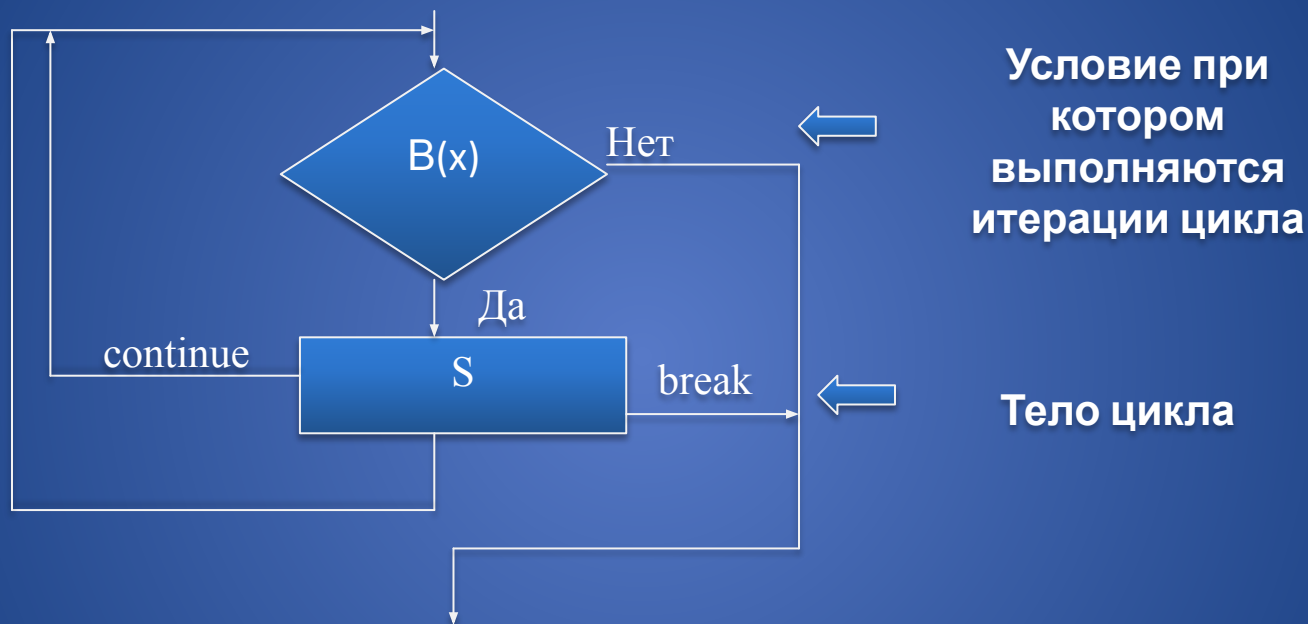 Условие при
котором
выполняются
итерации цикла
B(x)
Нет
Да
continue
S
break
Тело цикла